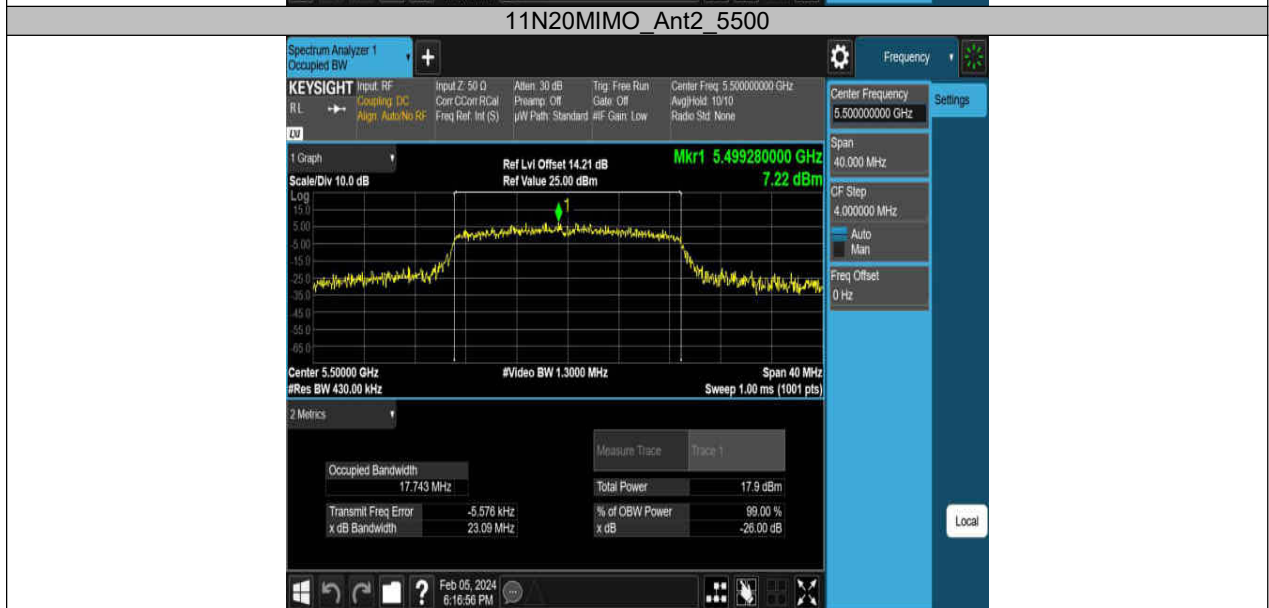 11N20MIMO_Ant2_5500
Spectrum Analyzer 1
Occupied BW
+
Frequency
KEYSIGHT
RL
LXI
Input: RF
Coupling: DC
Align: Auto/No RF
Input Z: 50 Ω
Corr CCorr RCal
Freq Ref: Int (S)
Atten: 30 dB
Preamp: Off
µW Path: Standard
Trig: Free Run
Gate: Off
#IF Gain: Low
Center Freq: 5.500000000 GHz
Avg|Hold: 10/10
Radio Std: None
Center Frequency
5.500000000 GHz
Settings
Span
40.000 MHz
CF Step
4.000000 MHz
Auto
Man
Freq Offset
0 Hz
1 Graph
Scale/Div 10.0 dB
Ref Lvl Offset 14.21 dB
Ref Value 25.00 dBm
Mkr1 5.499280000 GHz
7.22 dBm
Log
15.0
5.00
-5.00
-15.0
-25.0
-35.0
-45.0
-55.0
-65.0
1
Center 5.50000 GHz
#Res BW 430.00 kHz
#Video BW 1.3000 MHz
Span 40 MHz
Sweep 1.00 ms (1001 pts)
2 Metrics
Measure Trace Trace 1
Occupied Bandwidth
17.743 MHz
Total Power 17.9 dBm
Transmit Freq Error -5.576 kHz
% of OBW Power 99.00 %
x dB Bandwidth 23.09 MHz
x dB -26.00 dB
Local
?
Feb 05, 2024
6:16:56 PM